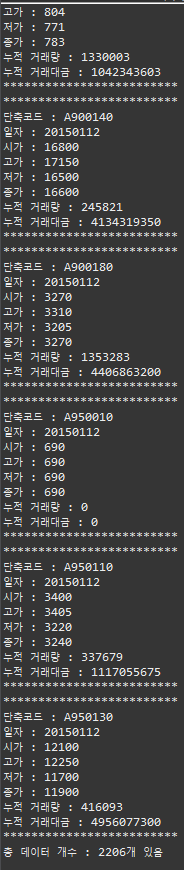 고가 : 804
저가 : 771
종가 : 783
누적 거래량 : 1330003
누적 거래대금 : 1042343603
*************************
*************************
단축코드 : A900140
일자 : 20150112
시가 : 16800
고가 : 17150
저가 : 16500
종가 : 16600
누적 거래량 : 245821
누적 거래대금 : 4134319350
*************************
*************************
단축코드 : A900180
일자 : 20150112
시가 : 3270
고가 : 3310
저가 : 3205
종가 : 3270
누적 거래량 : 1353283
누적 거래대금 : 4406863200
*************************
*************************
단축코드 : A950010
일자 : 20150112
시가 : 690
고가 : 690
저가 : 690
종가 : 690
누적 거래량 : 0
누적 거래대금 : 0
*************************
*************************
단축코드 : A950110
일자 : 20150112
시가 : 3400
고가 : 3405
저가 : 3220
종가 : 3240
누적 거래량 : 337679
누적 거래대금 : 1117055675
*************************
*************************
단축코드 : A950130
일자 : 20150112
시가 : 12100
고가 : 12250
저가 : 11700
종가 : 11900
누적 거래량 : 416093
누적 거래대금 : 4956077300
*************************
총 데이터 개수 : 2206개 있음